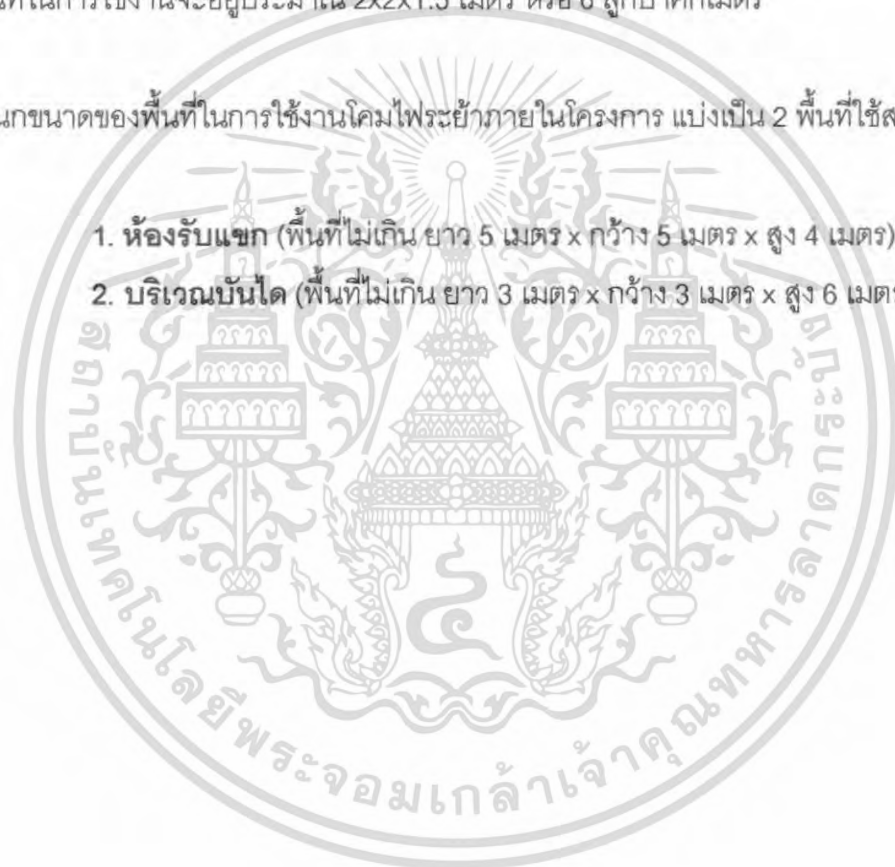 ในการใช้งานจะอยู่ประมาณ 2x2x1.5 เมตร หรือ 6 ลูกบาศก์เมตร
ขนาดของพื้นที่ในการใช้งานโคมไฟระย้าภายในโครงการ แบ่งเป็น 2 พื้นที่ใช้
1. ห้องรับแขก (พื้นที่ไม่เกิน ยาว 5 เมตร x กว้าง 5 เมตร x สูง 4 เมตร)
2. บริเวณบันได (พื้นที่ไม่เกิน ยาว 3 เมตร x กว้าง 3 เมตร x สูง 6 เมตร
สถาบันเทคโนโลยีพระจอมเกล้าเจ้าคุณทหารลาดกระบัง